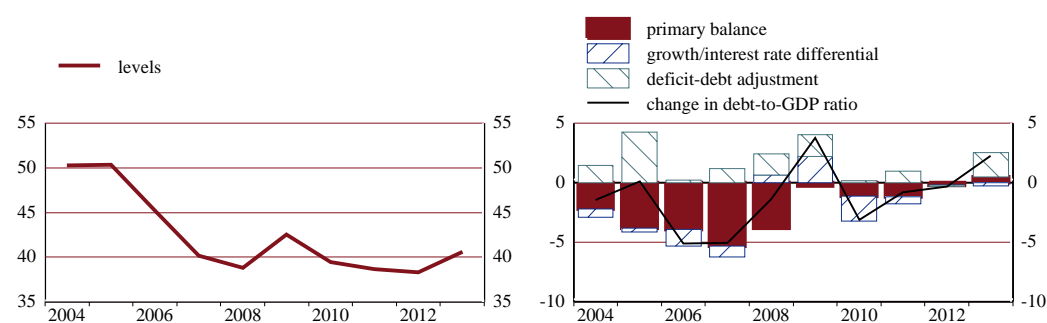 levels
55 55
50 50
45 45
40 40
35 35
2004 2006 2008 2010 2012
primary balance
growth/interest rate differential
deficit-debt adjustment
change in debt-to-GDP ratio
5 5
0 0
-5 -5
-10 -10
2004 2006 2008 2010 2012